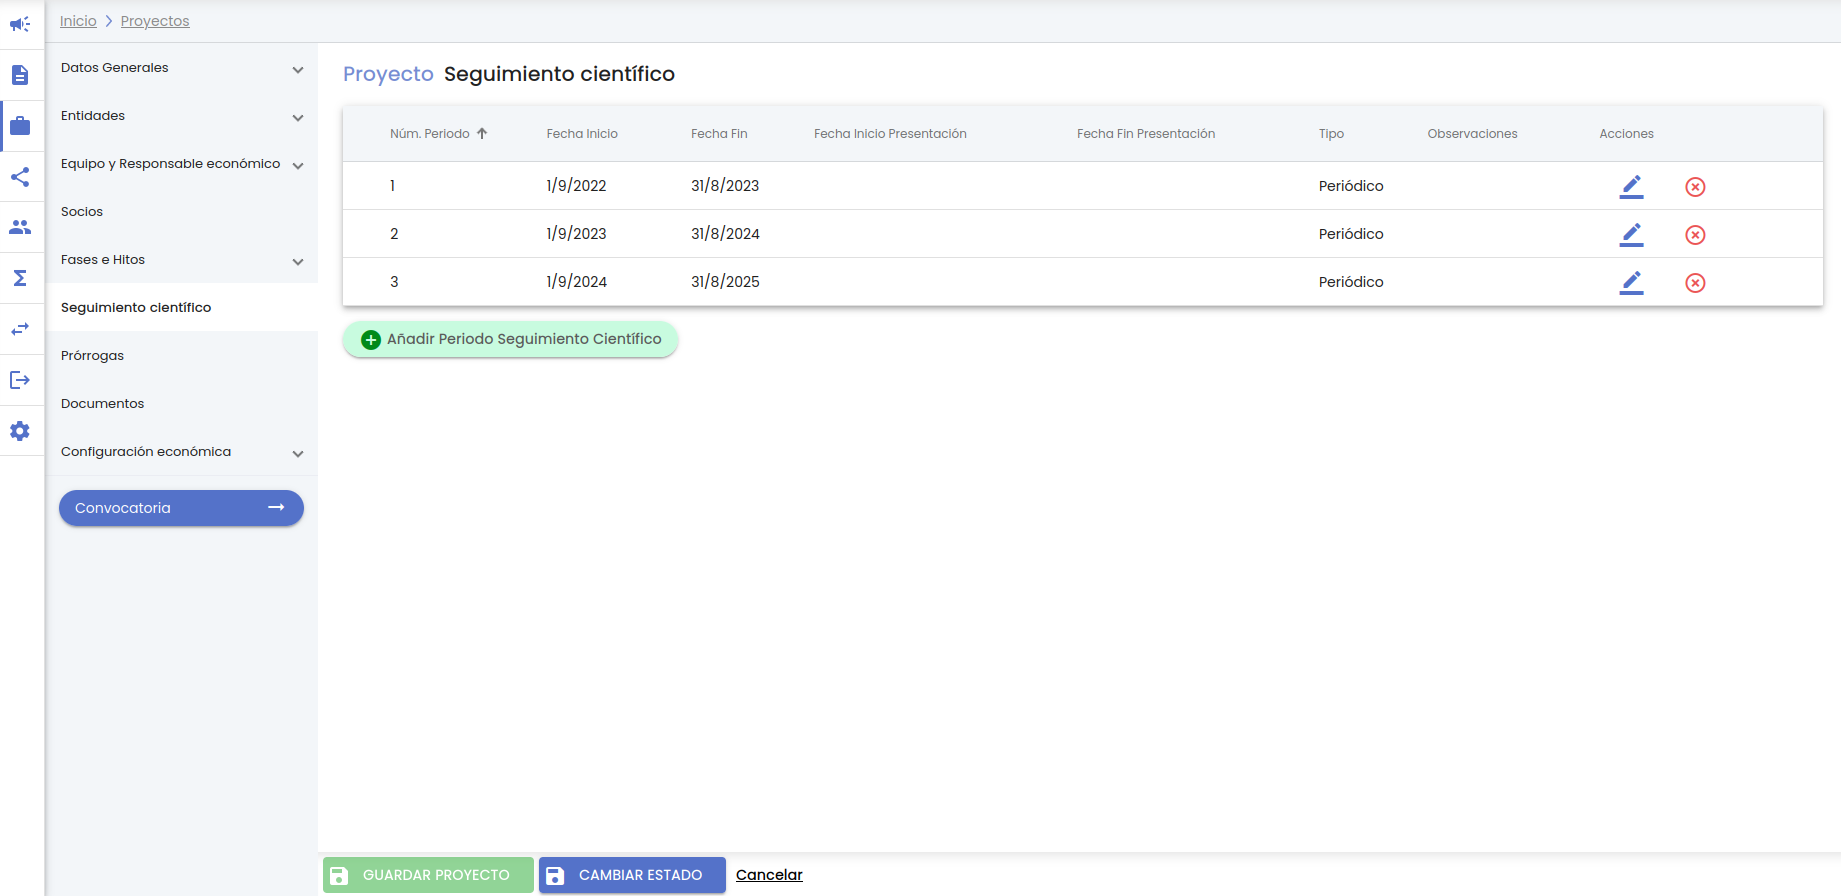 Inicio > Proyectos
Datos Generales
Entidades
Equipo y Responsable económico
Socios
Fases e Hitos
Seguimiento científico
Prórrogas
Documentos
Configuración económica
Convocatoria →
Proyecto Seguimiento científico
Núm. Periodo ↑ Fecha Inicio Fecha Fin Fecha Inicio Presentación Fecha Fin Presentación Tipo Observaciones Acciones
1 1/9/2022 31/8/2023 Periódico
2 1/9/2023 31/8/2024 Periódico
3 1/9/2024 31/8/2025 Periódico
Añadir Periodo Seguimiento Científico
GUARDAR PROYECTO CAMBIAR ESTADO Cancelar